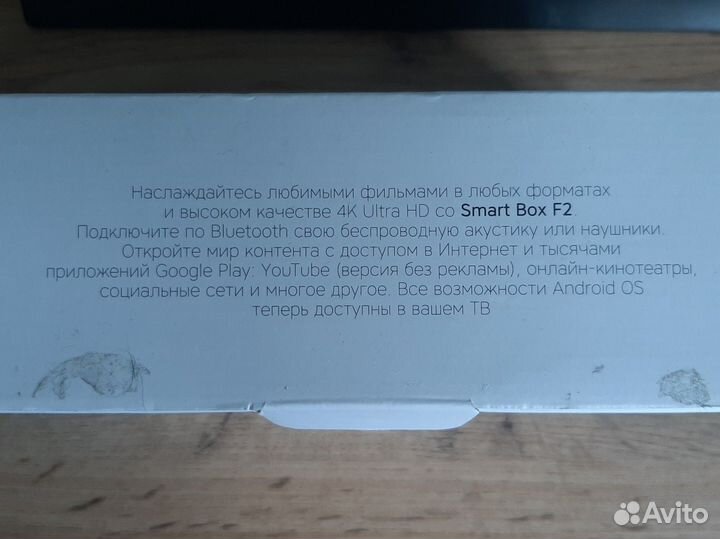 Наслаждайтесь любимыми фильмами в любых форматах
и высоком качестве 4K Ultra HD со Smart Box F2.
Подключите по Bluetooth свою беспроводную акустику или наушники.
Откройте мир контента с доступом в Интернет и тысячами
приложений Google Play: YouTube (версия без рекламы), онлайн-кинотеатры,
социальные сети и многое другое. Все возможности Android OS
теперь доступны в вашем ТВ
Avito